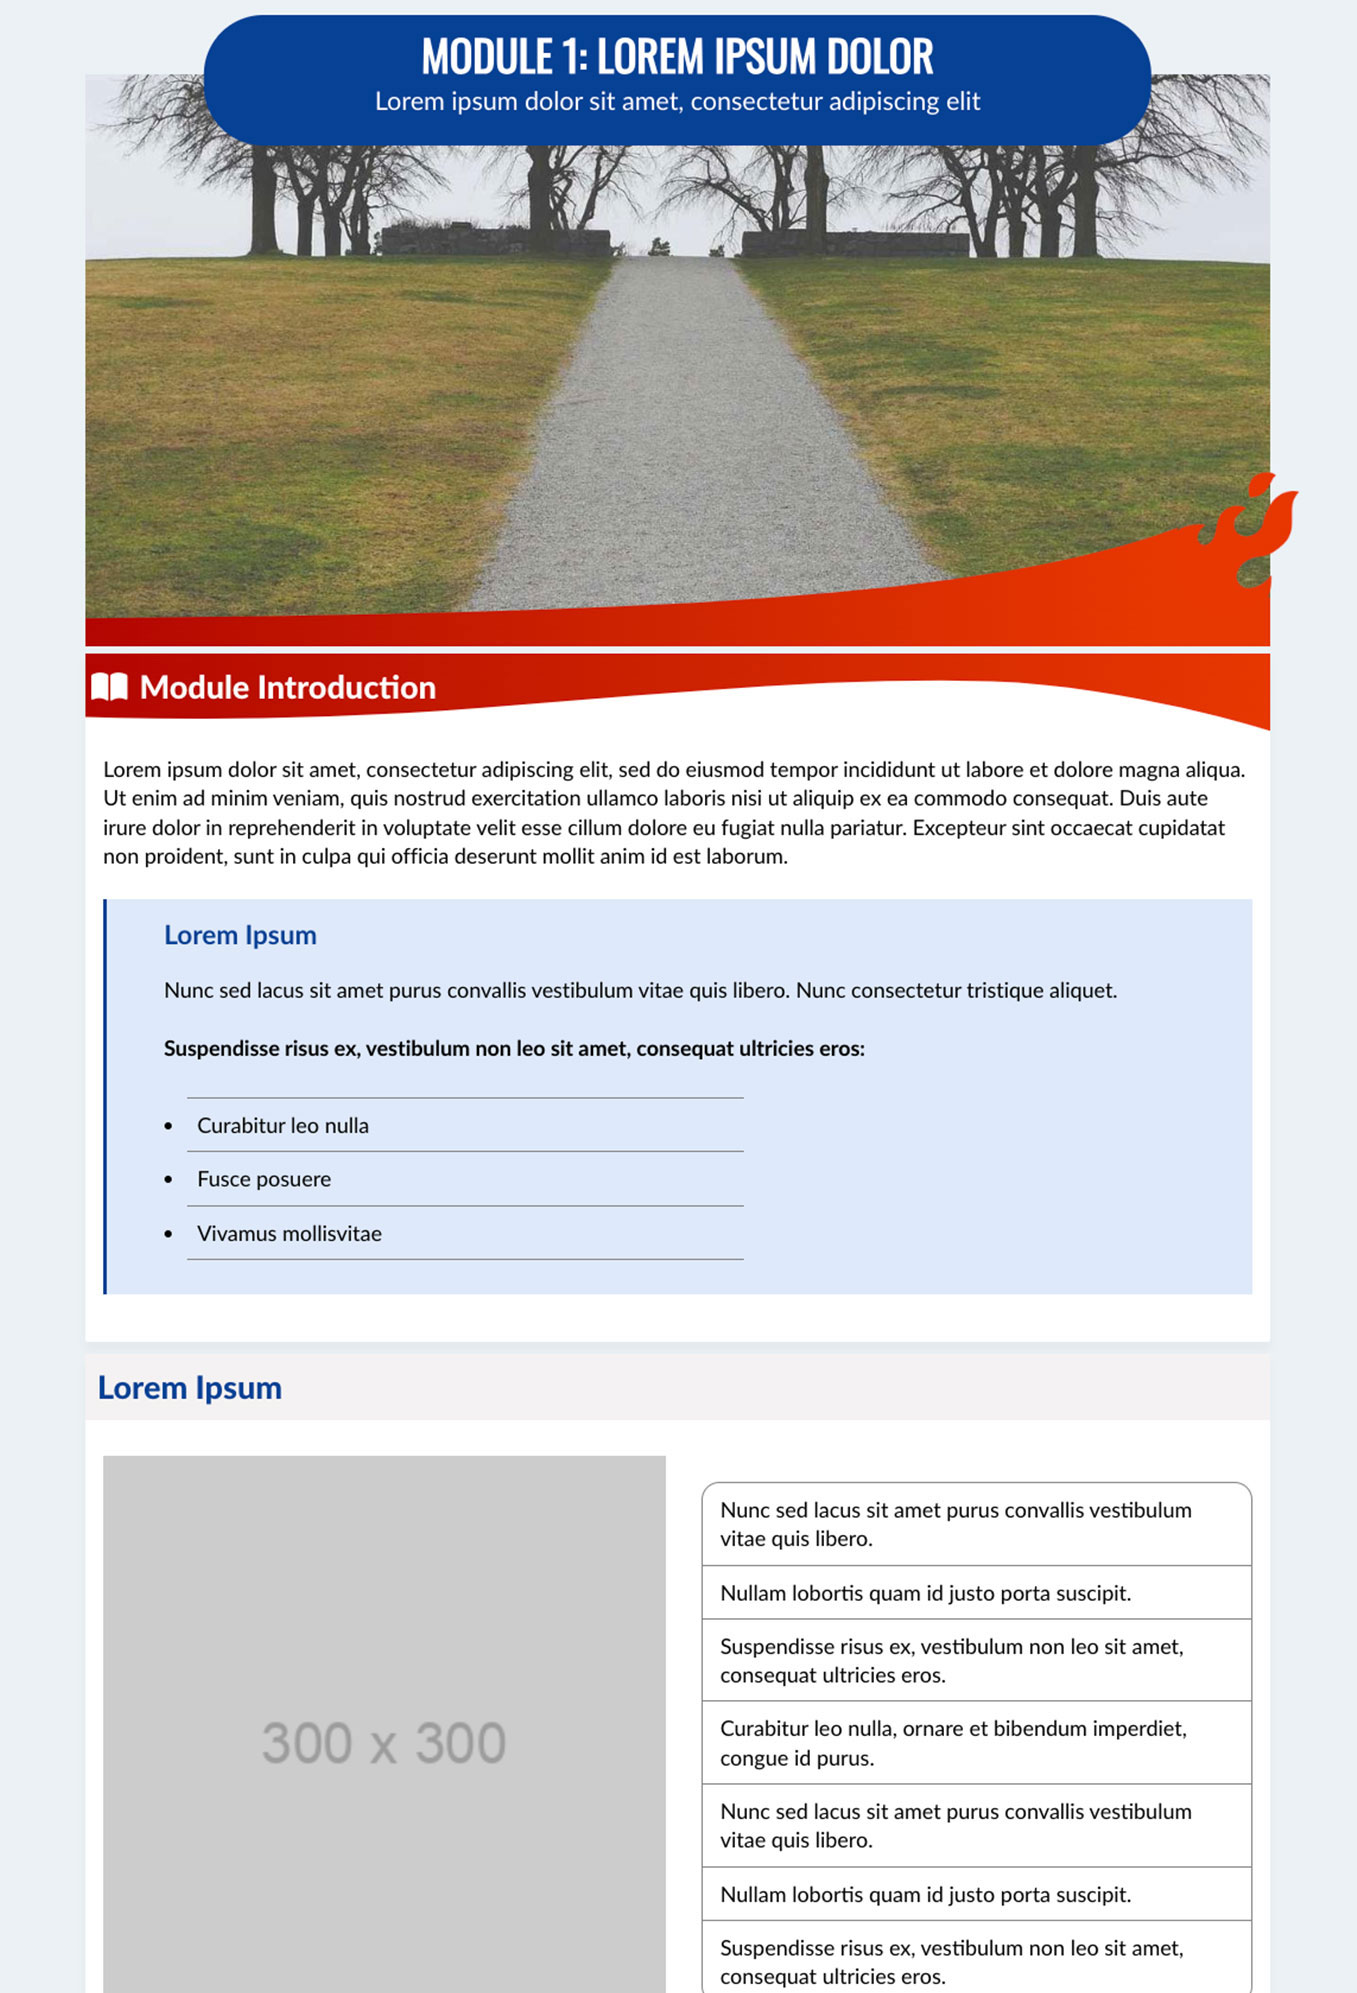 MODULE 1: LOREM IPSUM DOLOR
Lorem ipsum dolor sit amet, consectetur adipiscing elit
Module Introduction
Lorem ipsum dolor sit amet, consectetur adipiscing elit, sed do eiusmod tempor incididunt ut labore et dolore magna aliqua.
Ut enim ad minim veniam, quis nostrud exercitation ullamco laboris nisi ut aliquip ex ea commodo consequat. Duis aute
irure dolor in reprehenderit in voluptate velit esse cillum dolore eu fugiat nulla pariatur. Excepteur sint occaecat cupidatat
non proident, sunt in culpa qui officia deserunt mollit anim id est laborum.
Lorem Ipsum
Nunc sed lacus sit amet purus convallis vestibulum vitae quis libero. Nunc consectetur tristique aliquet.
Suspendisse risus ex, vestibulum non leo sit amet, consequat ultricies eros:
• Curabitur leo nulla
• Fusce posuere
• Vivamus mollisvitae
Lorem Ipsum
300 x 300
Nunc sed lacus sit amet purus convallis vestibulum
vitae quis libero.
Nullam lobortis quam id justo porta suscipit.
Suspendisse risus ex, vestibulum non leo sit amet,
consequat ultricies eros.
Curabitur leo nulla, ornare et bibendum imperdiet,
congue id purus.
Nunc sed lacus sit amet purus convallis vestibulum
vitae quis libero.
Nullam lobortis quam id justo porta suscipit.
Suspendisse risus ex, vestibulum non leo sit amet,
consequat ultricies eros.